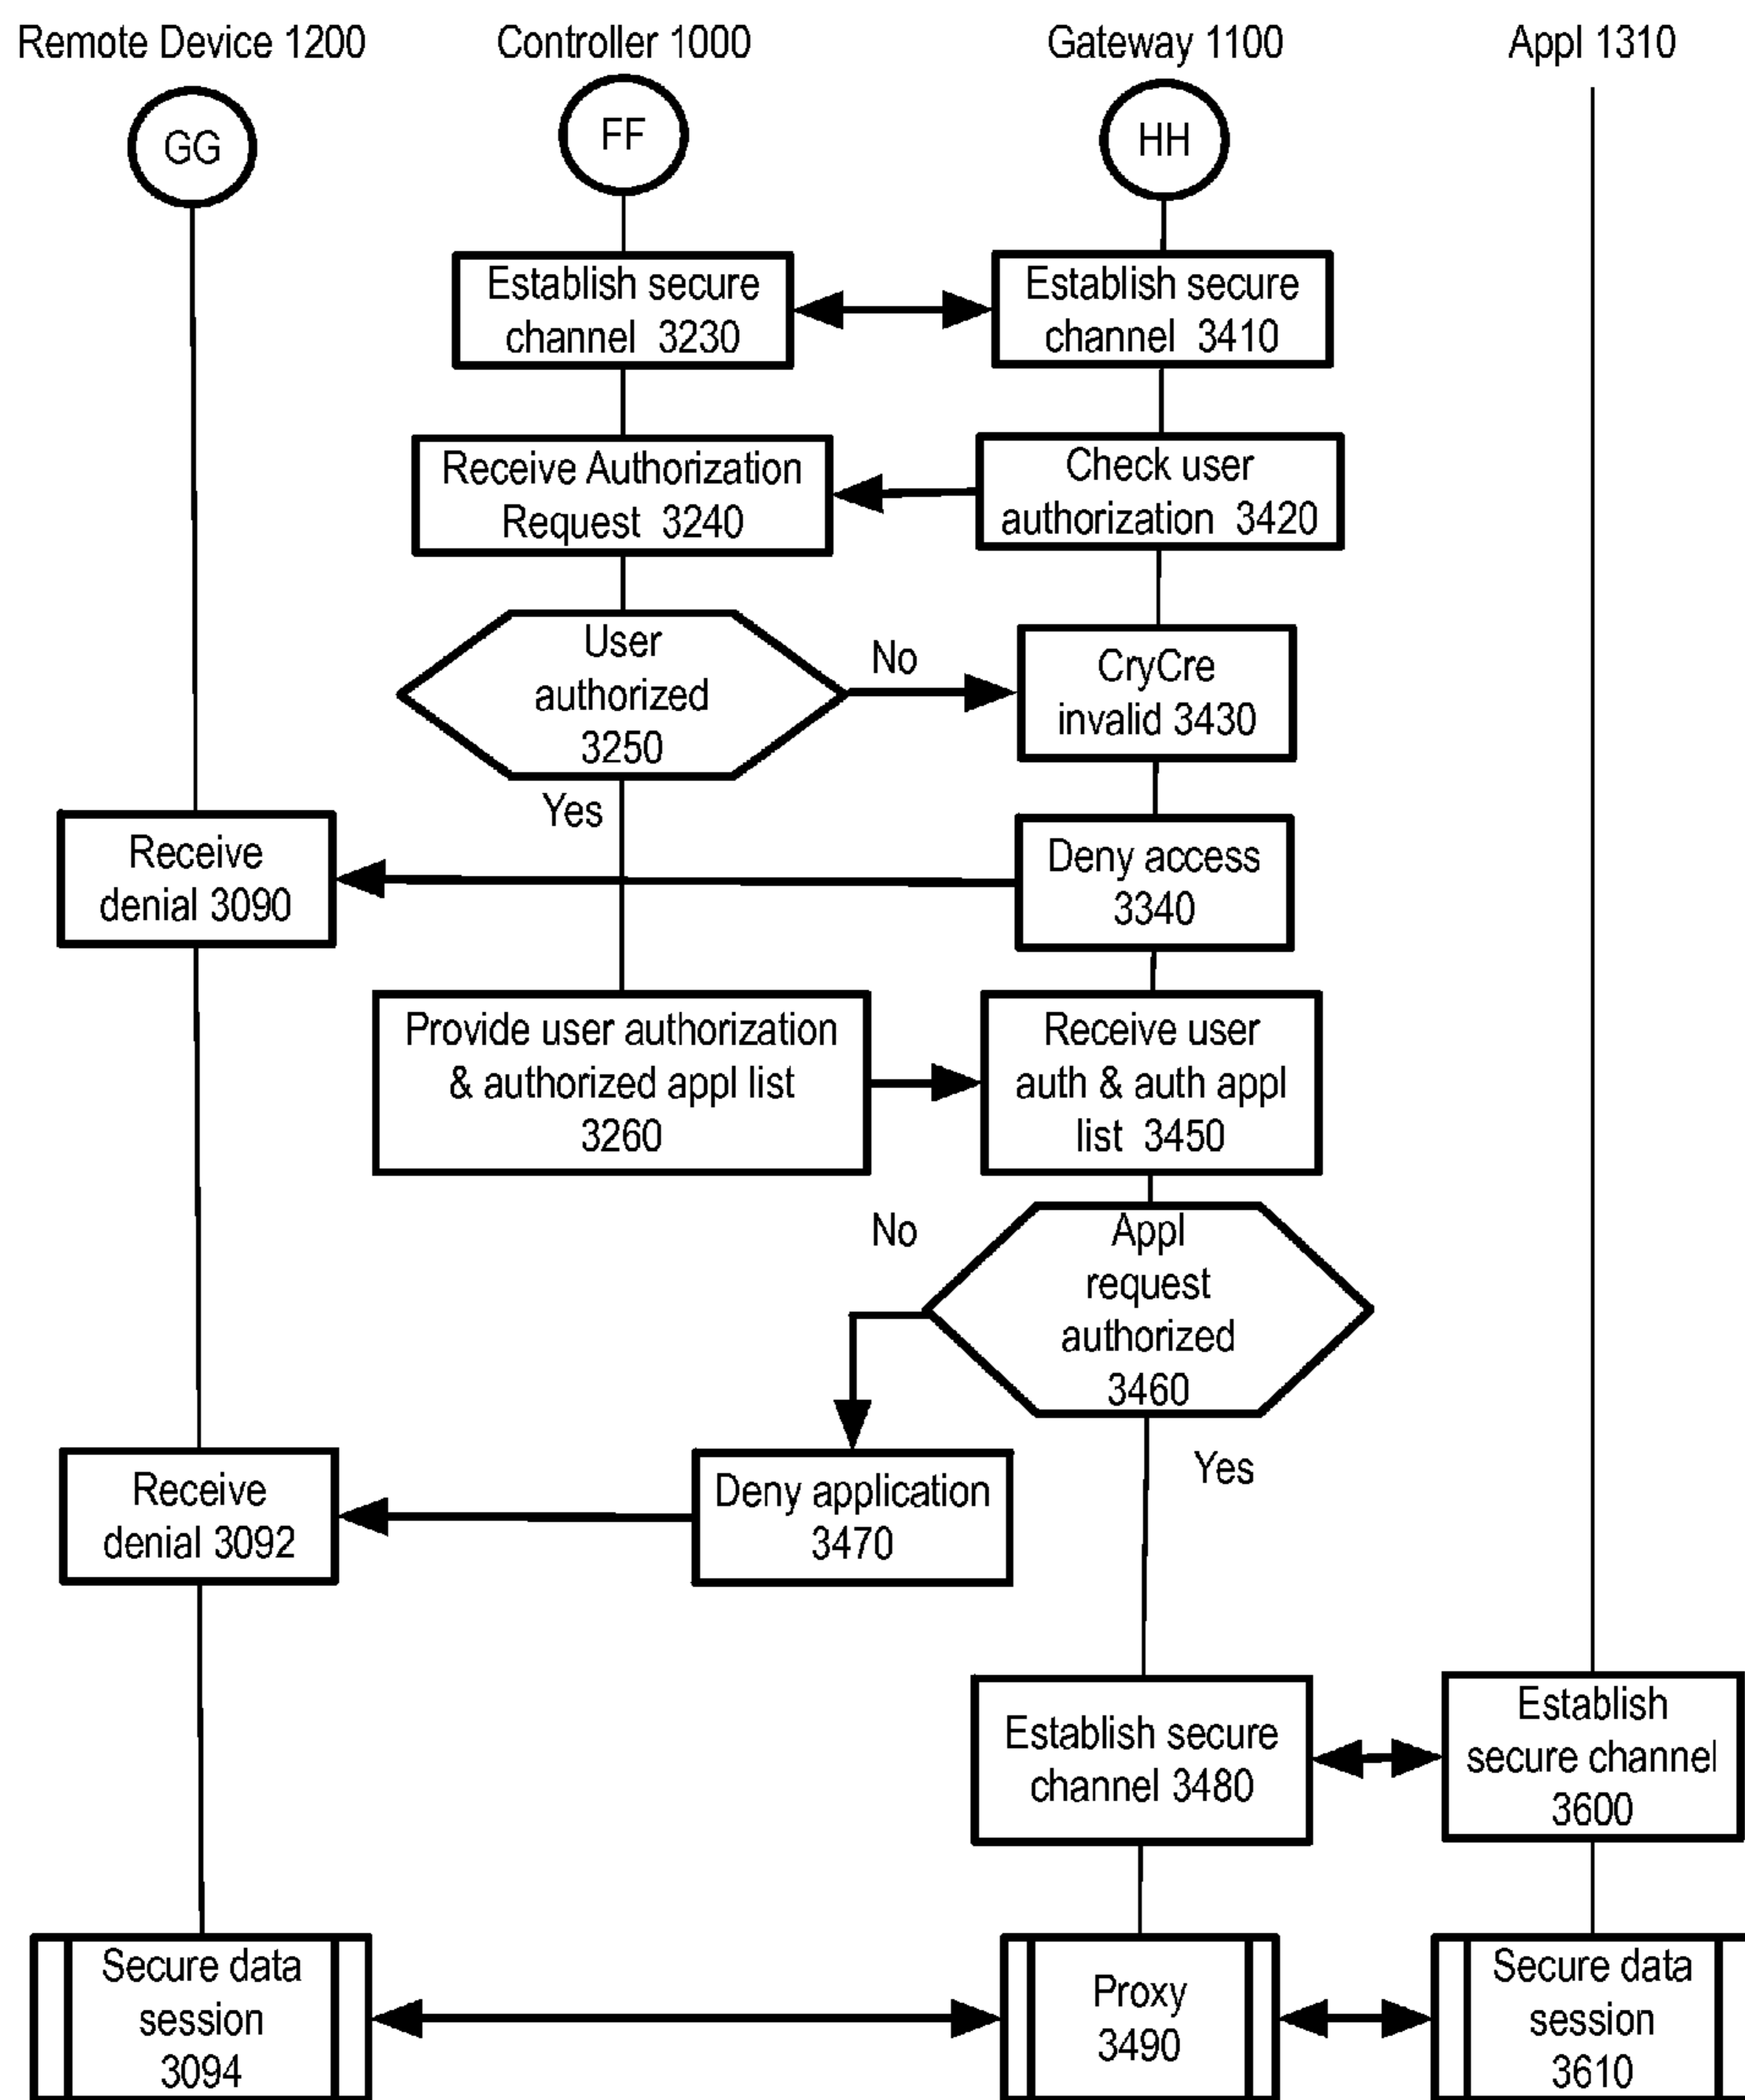 Remote Device 1200
Controller 1000
Gateway 1100
Appl 1310
GG
FF
HH
Establish secure
channel 3230
Establish secure
channel 3410
Receive Authorization
Request 3240
Check user
authorization 3420
User
authorized
3250
No
CryCre
invalid 3430
Yes
Receive
denial 3090
Deny access
3340
Provide user authorization
& authorized appl list
3260
Receive user
auth & auth appl
list 3450
No
Appl
request
authorized
3460
Yes
Receive
denial 3092
Deny application
3470
Establish secure
channel 3480
Establish
secure channel
3600
Secure data
session
3094
Proxy
3490
Secure data
session
3610